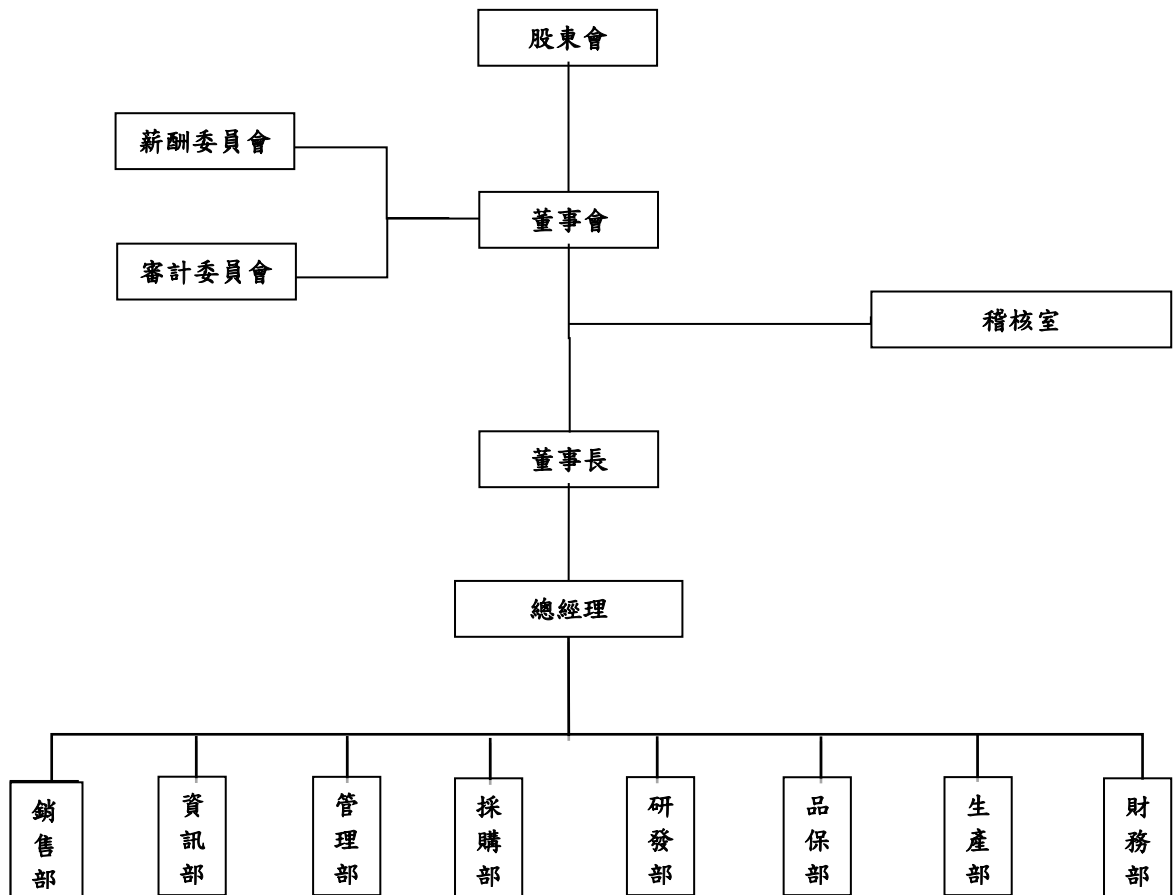 股東會
薪酬委員會
董事會
審計委員會
稽核室
董事長
總經理
銷售部
資訊部
管理部
採購部
研發部
品保部
生產部
財務部